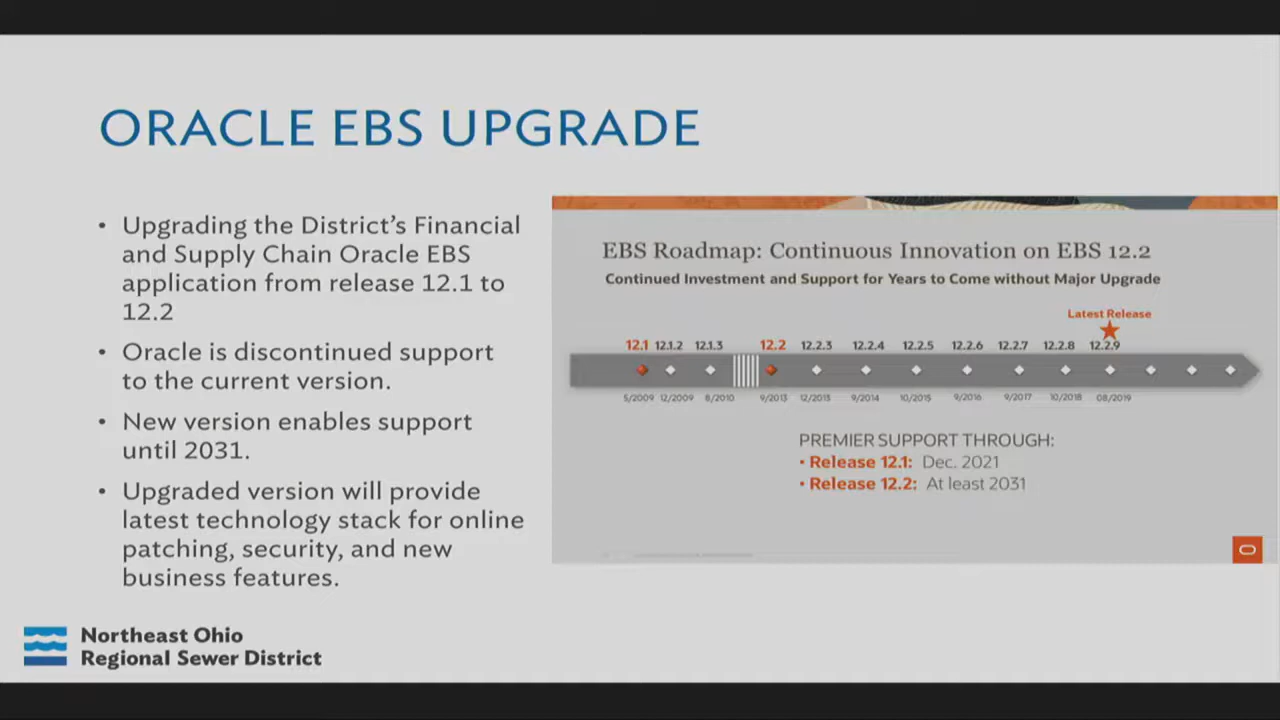 ORACLE EBS UPGRADE
• Upgrading the District's Financial
and Supply Chain Oracle EBS
application from release 12.1 to
12.2
• Oracle is discontinued support
to the current version.
• New version enables support
until 2031.
• Upgraded version will provide
latest technology stack for online
patching, security, and new
business features.
EBS Roadmap: Continuous Innovation on EBS 12.2
Continued Investment and Support for Years to Come without Major Upgrade
Latest Release
12.1 12.1.2 12.1.3 12.2 12.2.3 12.2.4 12.2.5 12.2.6 12.2.7 12.2.8 12.2.9
5/2009 12/2009 8/2010 9/2013 12/2013 9/2014 10/2015 9/2016 9/2017 10/2018 08/2019
PREMIER SUPPORT THROUGH:
• Release 12.1: Dec. 2021
• Release 12.2: At least 2031
Northeast Ohio
Regional Sewer District